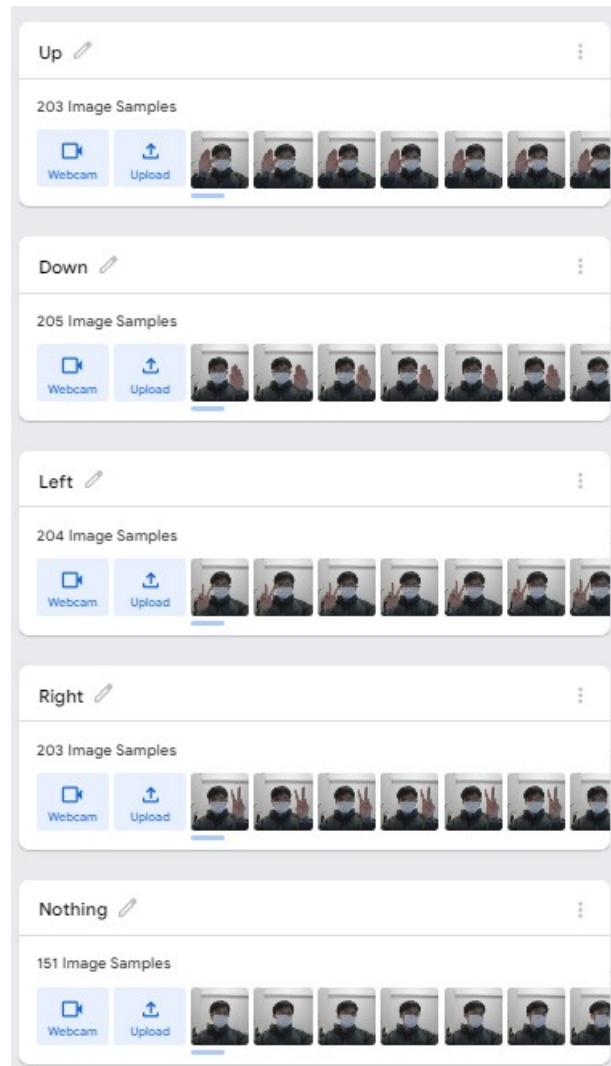 Up
203 Image Samples
Webcam Upload
Down
205 Image Samples
Webcam Upload
Left
204 Image Samples
Webcam Upload
Right
203 Image Samples
Webcam Upload
Nothing
151 Image Samples
Webcam Upload